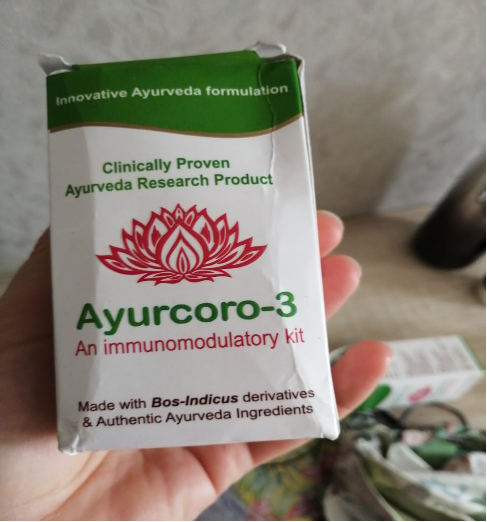 Innovative Ayurveda formulation
Clinically Proven
Ayurveda Research Product
Ayurcoro-3
An immunomodulatory kit
Made with Bos-Indicus derivatives
& Authentic Ayurveda Ingredients